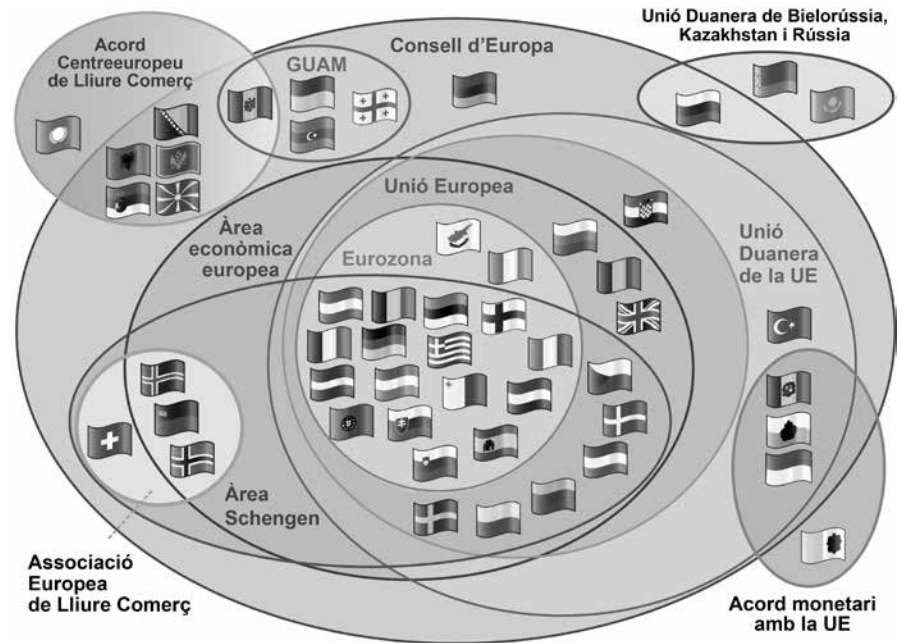 Acord
Centreeuropeu
de Lliure Comerç
GUAM
Consell d'Europa
Unió Duanera de Bielorússia,
Kazakhstan i Rússia
Àrea
econòmica
europea
Unió Europea
Eurozona
Unió
Duanera
de la UE
Àrea
Schengen
Associació
Europea
de Lliure Comerç
Acord monetari
amb la UE